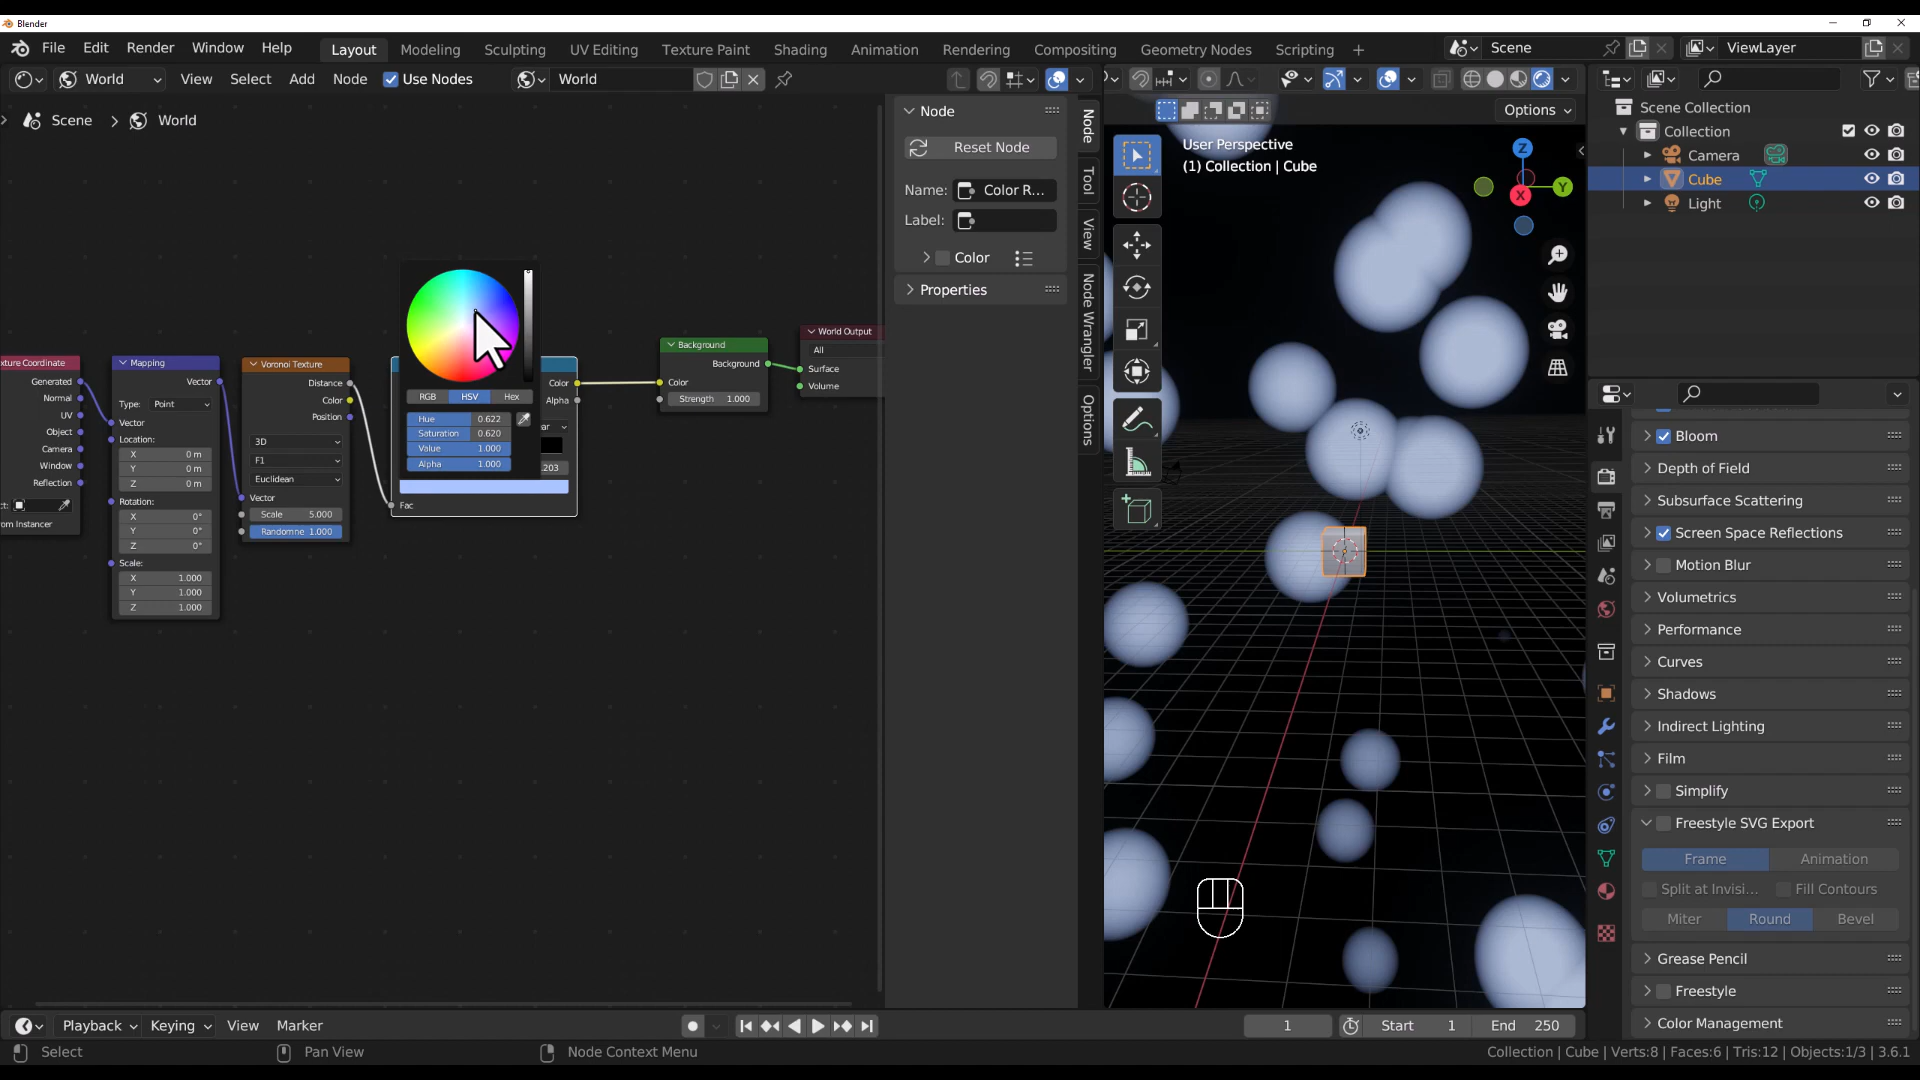 Blender
File Edit Render Window Help Layout Modeling Sculpting UV Editing Texture Paint Shading Animation Rendering Compositing Geometry Nodes Scripting + Scene ViewLayer
World View Select Add Node Use Nodes World
Options
Scene > World
Node
Reset Node
Name: Color R...
Label:
Color
Properties
Node
Tool
View
Node Wrangler
Options
User Perspective
(1) Collection | Cube
Z
Y
X
Scene Collection
Collection
Camera
Cube
Light
xture Coordinate
Generated
Normal
UV
Object
Camera
Window
Reflection
ct:
om Instancer
Mapping
Vector
Type: Point
Vector
Location:
X 0 m
Y 0 m
Z 0 m
Rotation:
X 0°
Y 0°
Z 0°
Scale:
X 1.000
Y 1.000
Z 1.000
Voronoi Texture
Distance
Color
Position
3D
F1
Euclidean
Vector
Scale 5.000
Randomne 1.000
RGB HSV Hex
Hue 0.622
Saturation 0.620
Value 1.000
Alpha 1.000
Color
Alpha
ar
.203
Fac
Background
Background
Color
Strength 1.000
World Output
All
Surface
Volume
Bloom
Depth of Field
Subsurface Scattering
Screen Space Reflections
Motion Blur
Volumetrics
Performance
Curves
Shadows
Indirect Lighting
Film
Simplify
Freestyle SVG Export
Frame Animation
Split at Invisi... Fill Contours
Miter Round Bevel
Grease Pencil
Freestyle
Color Management
Playback Keying View Marker 1 Start 1 End 250
Select Pan View Node Context Menu Collection | Cube | Verts:8 | Faces:6 | Tris:12 | Objects:1/3 | 3.6.1